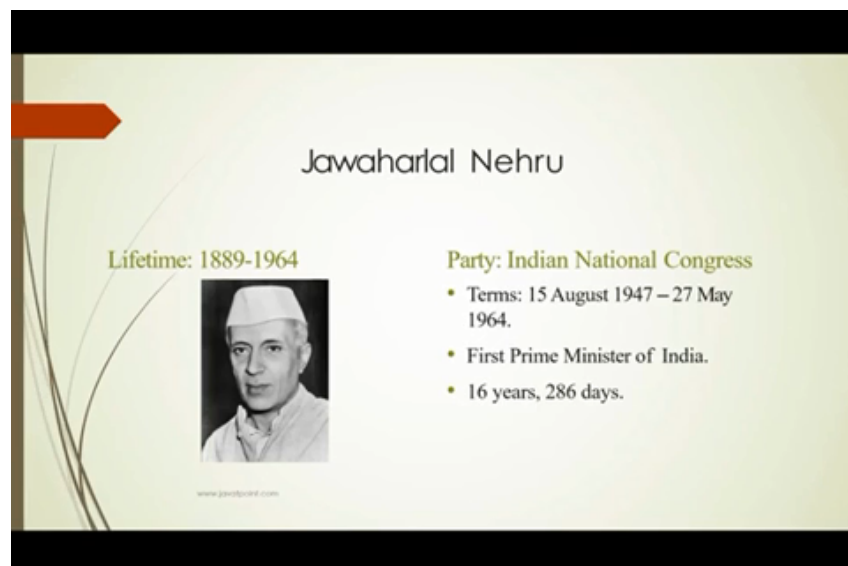 Jawaharlal Nehru
Lifetime: 1889-1964
Party: Indian National Congress
• Terms: 15 August 1947 – 27 May
1964.
• First Prime Minister of India.
• 16 years, 286 days.
www.javatpoint.com